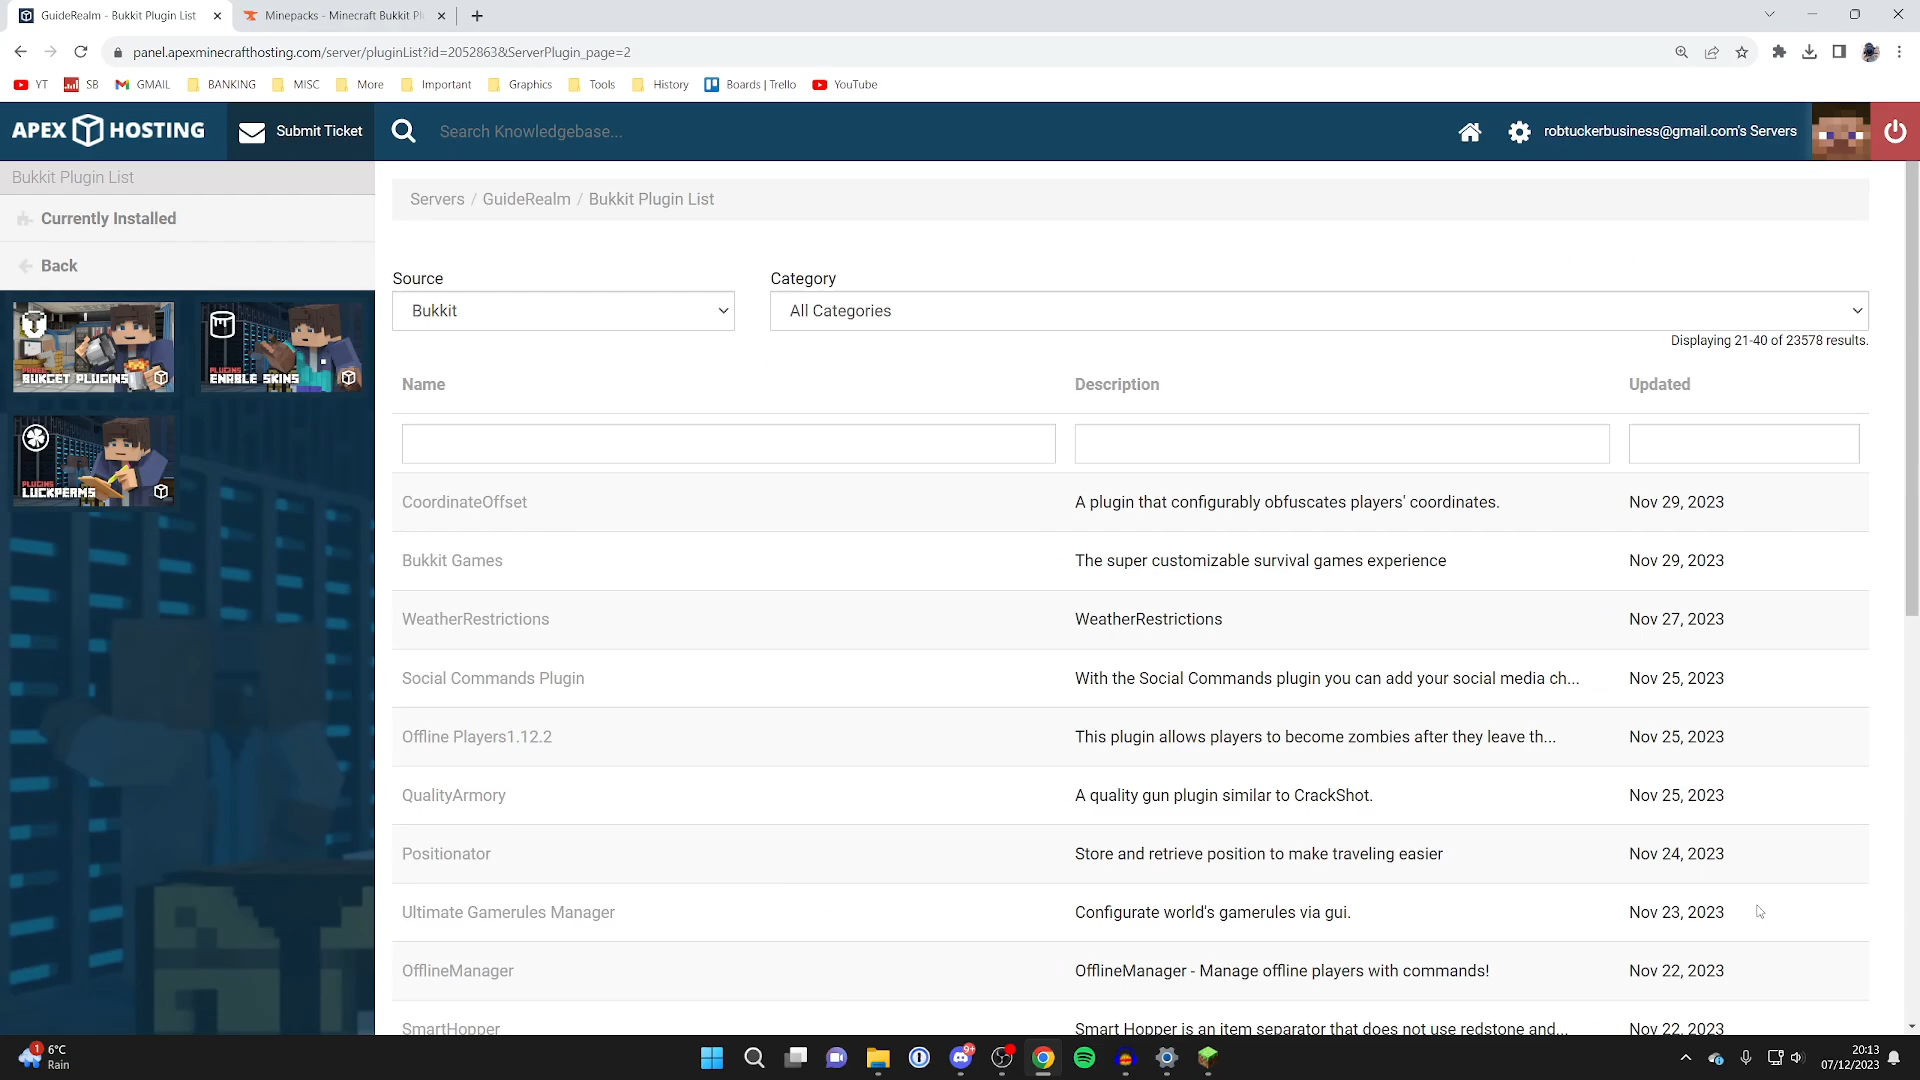 GuideRealm - Bukkit Plugin List
Minepacks - Minecraft Bukkit Pl
panel.apexminecrafthosting.com/server/pluginList?id=2052863&ServerPlugin_page=2
YT SB GMAIL BANKING MISC More Important Graphics Tools History Boards | Trello YouTube
APEX HOSTING Submit Ticket Search Knowledgebase... robtuckerbusiness@gmail.com's Servers
Bukkit Plugin List
Currently Installed
Back
PLUGINS
ENABLE SKINS
PLUGINS
LUCKPERMS
Servers / GuideRealm / Bukkit Plugin List
Source Category
Bukkit All Categories
Displaying 21-40 of 23578 results.
Name Description Updated
CoordinateOffset A plugin that configurably obfuscates players' coordinates. Nov 29, 2023
Bukkit Games The super customizable survival games experience Nov 29, 2023
WeatherRestrictions WeatherRestrictions Nov 27, 2023
Social Commands Plugin With the Social Commands plugin you can add your social media ch... Nov 25, 2023
Offline Players1.12.2 This plugin allows players to become zombies after they leave th... Nov 25, 2023
QualityArmory A quality gun plugin similar to CrackShot. Nov 25, 2023
Positionator Store and retrieve position to make traveling easier Nov 24, 2023
Ultimate Gamerules Manager Configurate world's gamerules via gui. Nov 23, 2023
OfflineManager OfflineManager - Manage offline players with commands! Nov 22, 2023
SmartHopper Smart Hopper is an item separator that does not use redstone and... Nov 22, 2023
1 6°C
Rain
9+
20:13
07/12/2023